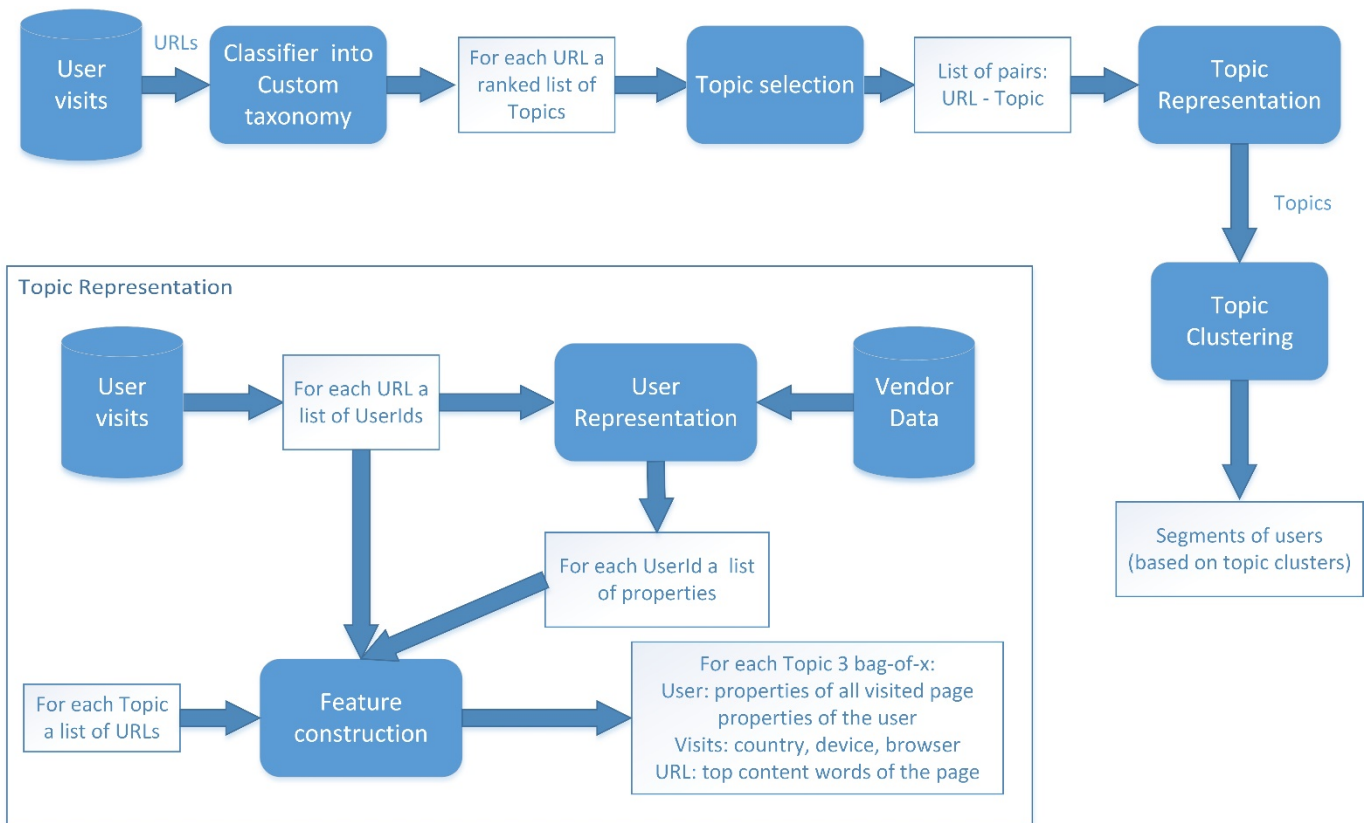 User
visits
URLs
Classifier into
Custom
taxonomy
For each URL a
ranked list of
Topics
Topic selection
List of pairs:
URL - Topic
Topic
Representation
Topics
Topic
Clustering
Segments of users
(based on topic clusters)
Topic Representation
User
visits
For each URL a
list of UserIds
User
Representation
Vendor
Data
For each UserId a list
of properties
For each Topic
a list of URLs
Feature
construction
For each Topic 3 bag-of-x:
User: properties of all visited page
properties of the user
Visits: country, device, browser
URL: top content words of the page